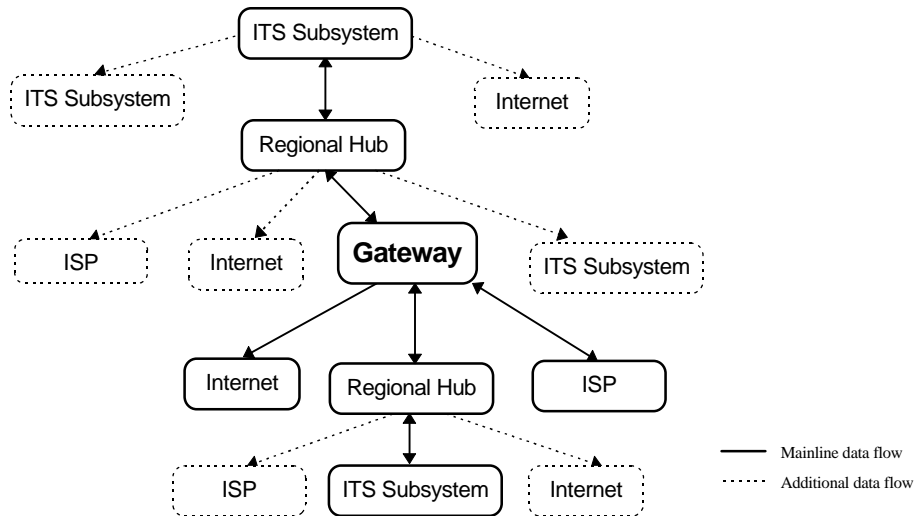 ITS Subsystem
ITS Subsystem
Internet
Regional Hub
ISP
Internet
Gateway
ITS Subsystem
Internet
Regional Hub
ISP
ISP
ITS Subsystem
Internet
Mainline data flow
Additional data flow